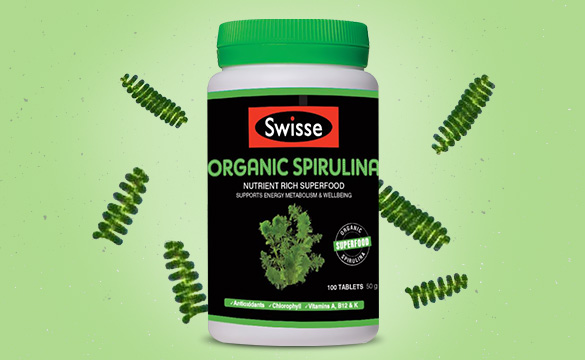 Swisse
ORGANIC SPIRULINA
NUTRIENT RICH SUPERFOOD
SUPPORTS ENERGY METABOLISM & WELLBEING
ORGANIC
SUPERFOOD
SPIRULINA
100 TABLETS 50 g
✓Antioxidants ✓Chlorophyll ✓Vitamins A, B12 & K